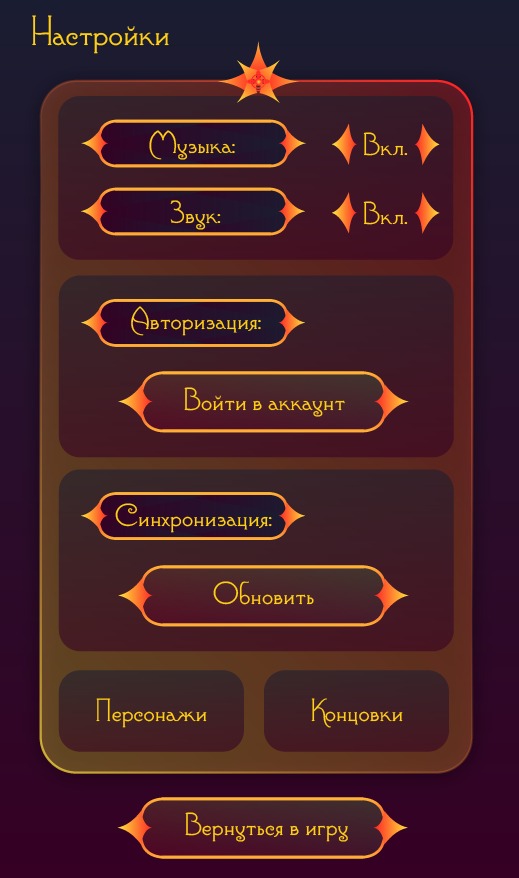 Настройки
Музыка: Вкл.
Звук: Вкл.
Авторизация:
Войти в аккаунт
Синхронизация:
Обновить
Персонажи Концовки
Вернуться в игру